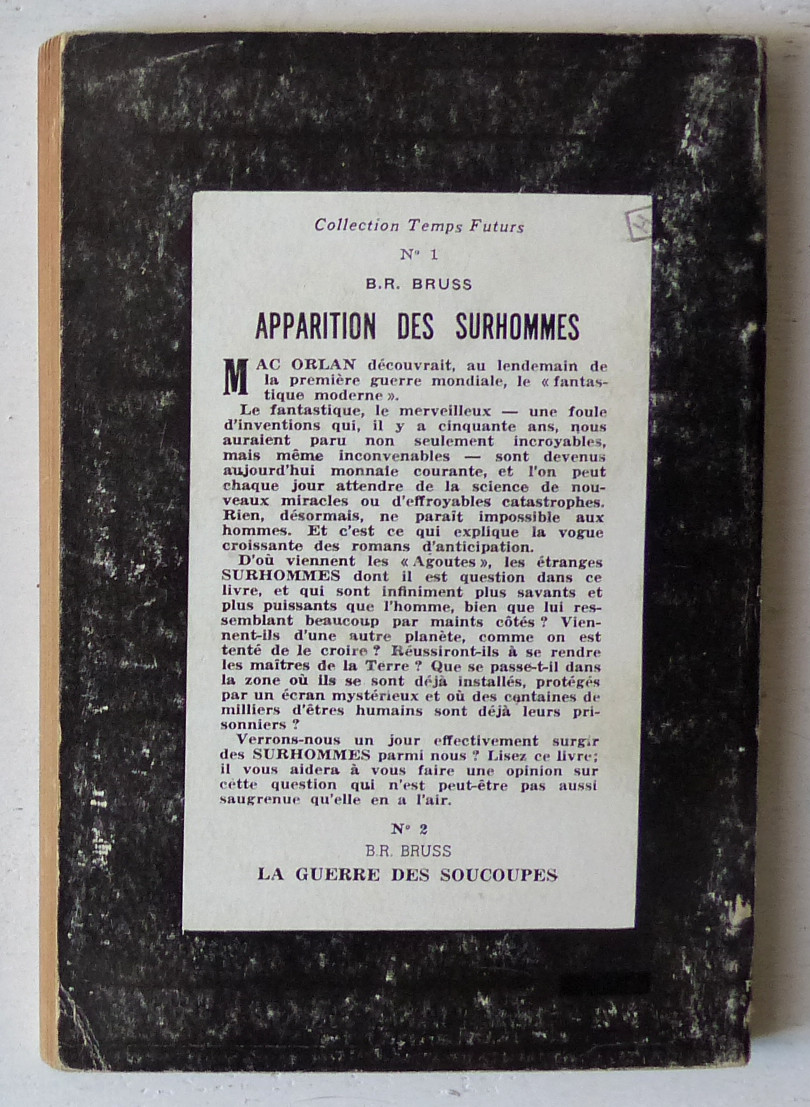 Collection Temps Futurs
N° 1
B.R. BRUSS
APPARITION DES SURHOMMES
MAC ORLAN découvrait, au lendemain de
la première guerre mondiale, le « fantas-
tique moderne ».
Le fantastique, le merveilleux — une foule
d'inventions qui, il y a cinquante ans, nous
auraient paru non seulement incroyables,
mais même inconvenables — sont devenus
aujourd'hui monnaie courante, et l'on peut
chaque jour attendre de la science de nou-
veaux miracles ou d'effroyables catastrophes.
Rien, désormais, ne paraît impossible aux
hommes. Et c'est ce qui explique la vogue
croissante des romans d'anticipation.
D'où viennent les « Agoutes », les étranges
SURHOMMES dont il est question dans ce
livre, et qui sont infiniment plus savants et
plus puissants que l'homme, bien que lui res-
semblant beaucoup par maints côtés ? Vien-
nent-ils d'une autre planète, comme on est
tenté de le croire ? Réussiront-ils à se rendre
les maîtres de la Terre ? Que se passe-t-il dans
la zone où ils se sont déjà installés, protégés
par un écran mystérieux et où des centaines de
milliers d'êtres humains sont déjà leurs pri-
sonniers ?
Verrons-nous un jour effectivement surgir
des SURHOMMES parmi nous ? Lisez ce livre;
il vous aidera à vous faire une opinion sur
cette question qui n'est peut-être pas aussi
saugrenue qu'elle en a l'air.
N° 2
B.R. BRUSS
LA GUERRE DES SOUCOUPES